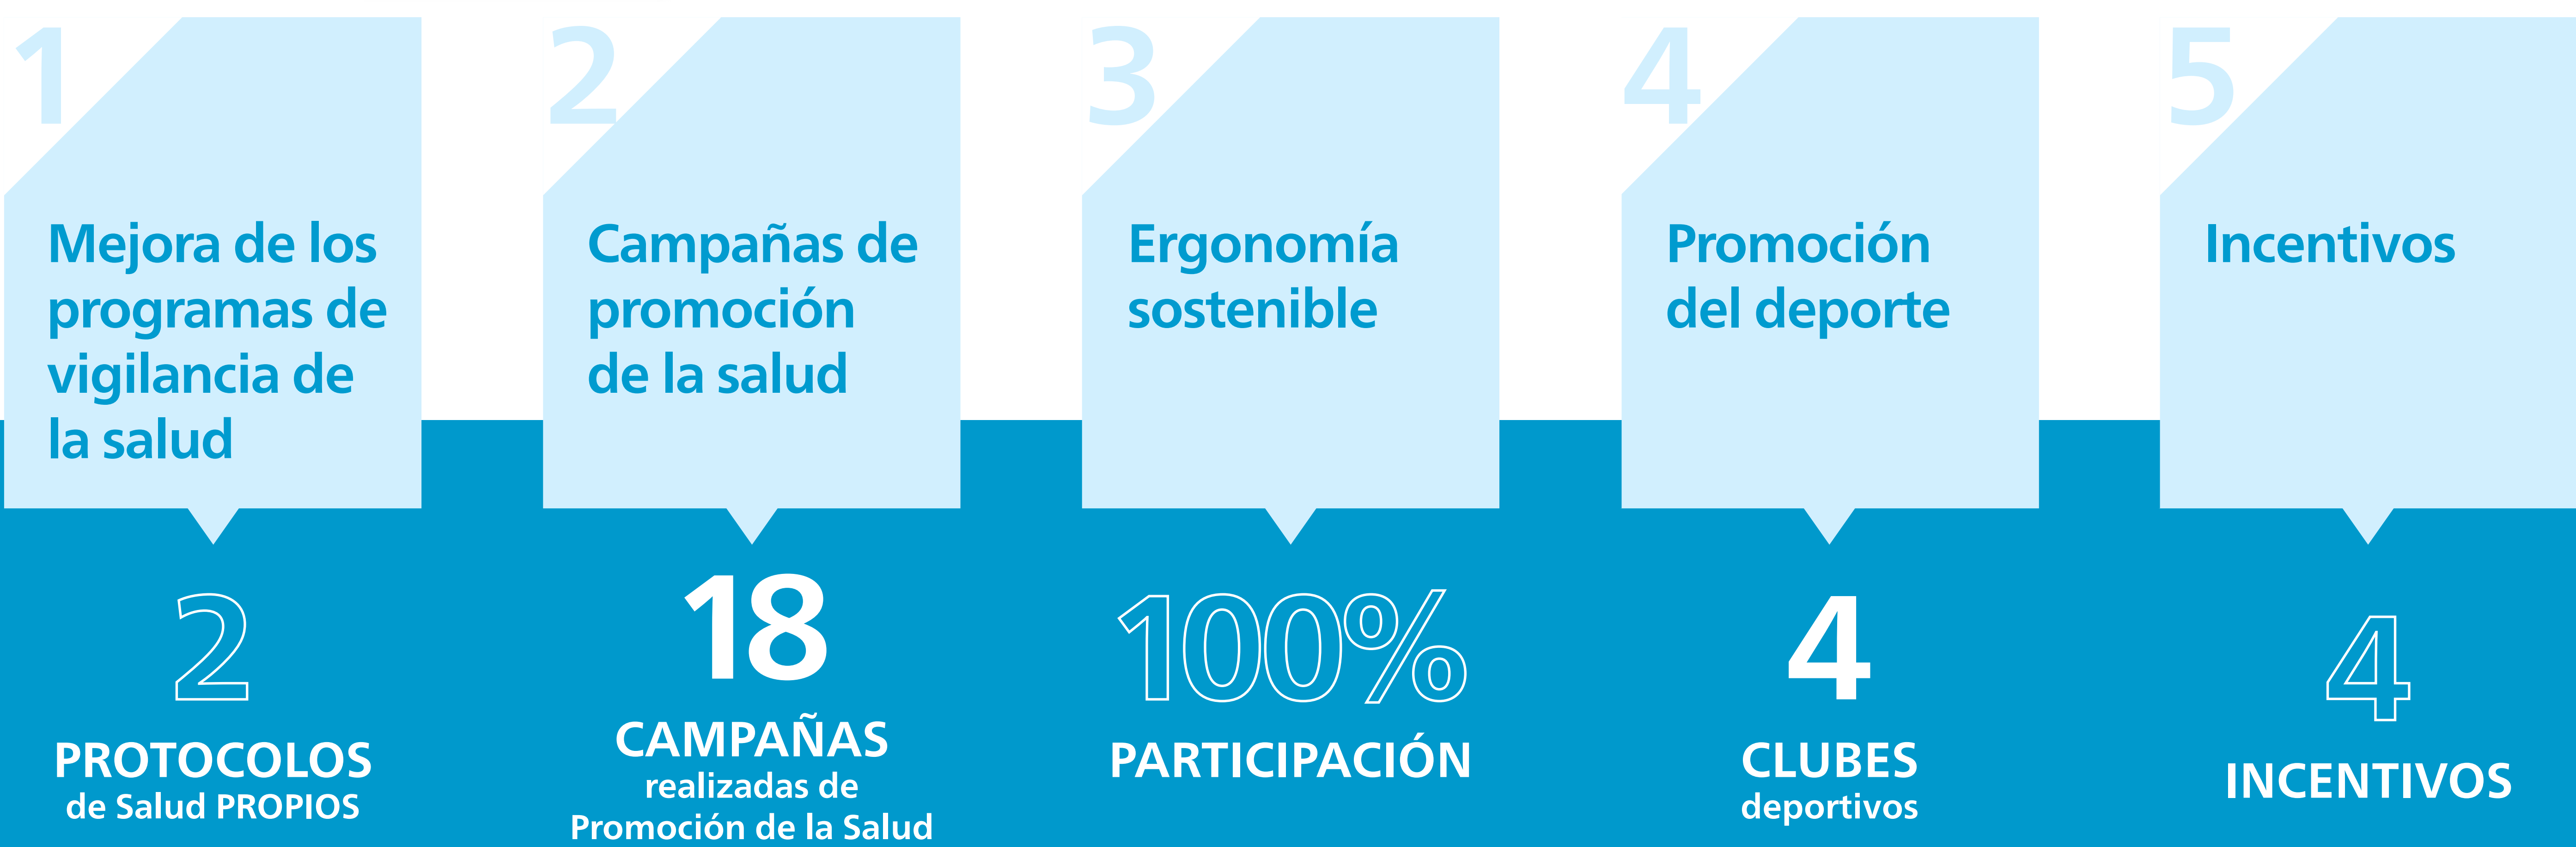 1
Mejora de los
programas de
vigilancia de
la salud
2
PROTOCOLOS
de Salud PROPIOS
2
Campañas de
promoción
de la salud
18
CAMPAÑAS
realizadas de
Promoción de la Salud
3
Ergonomía
sostenible
100%
PARTICIPACIÓN
4
Promoción
del deporte
4
CLUBES
deportivos
5
Incentivos
4
INCENTIVOS